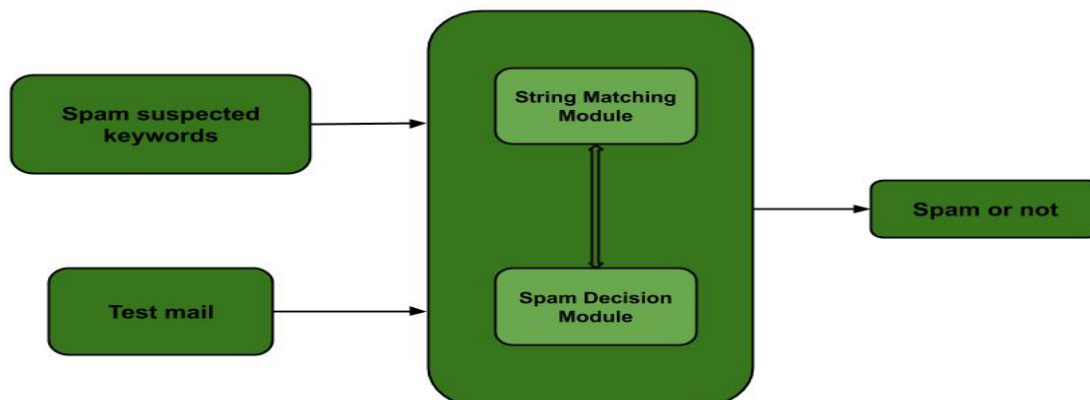 Spam suspected
keywords
Test mail
String Matching
Module
Spam Decision
Module
Spam or not